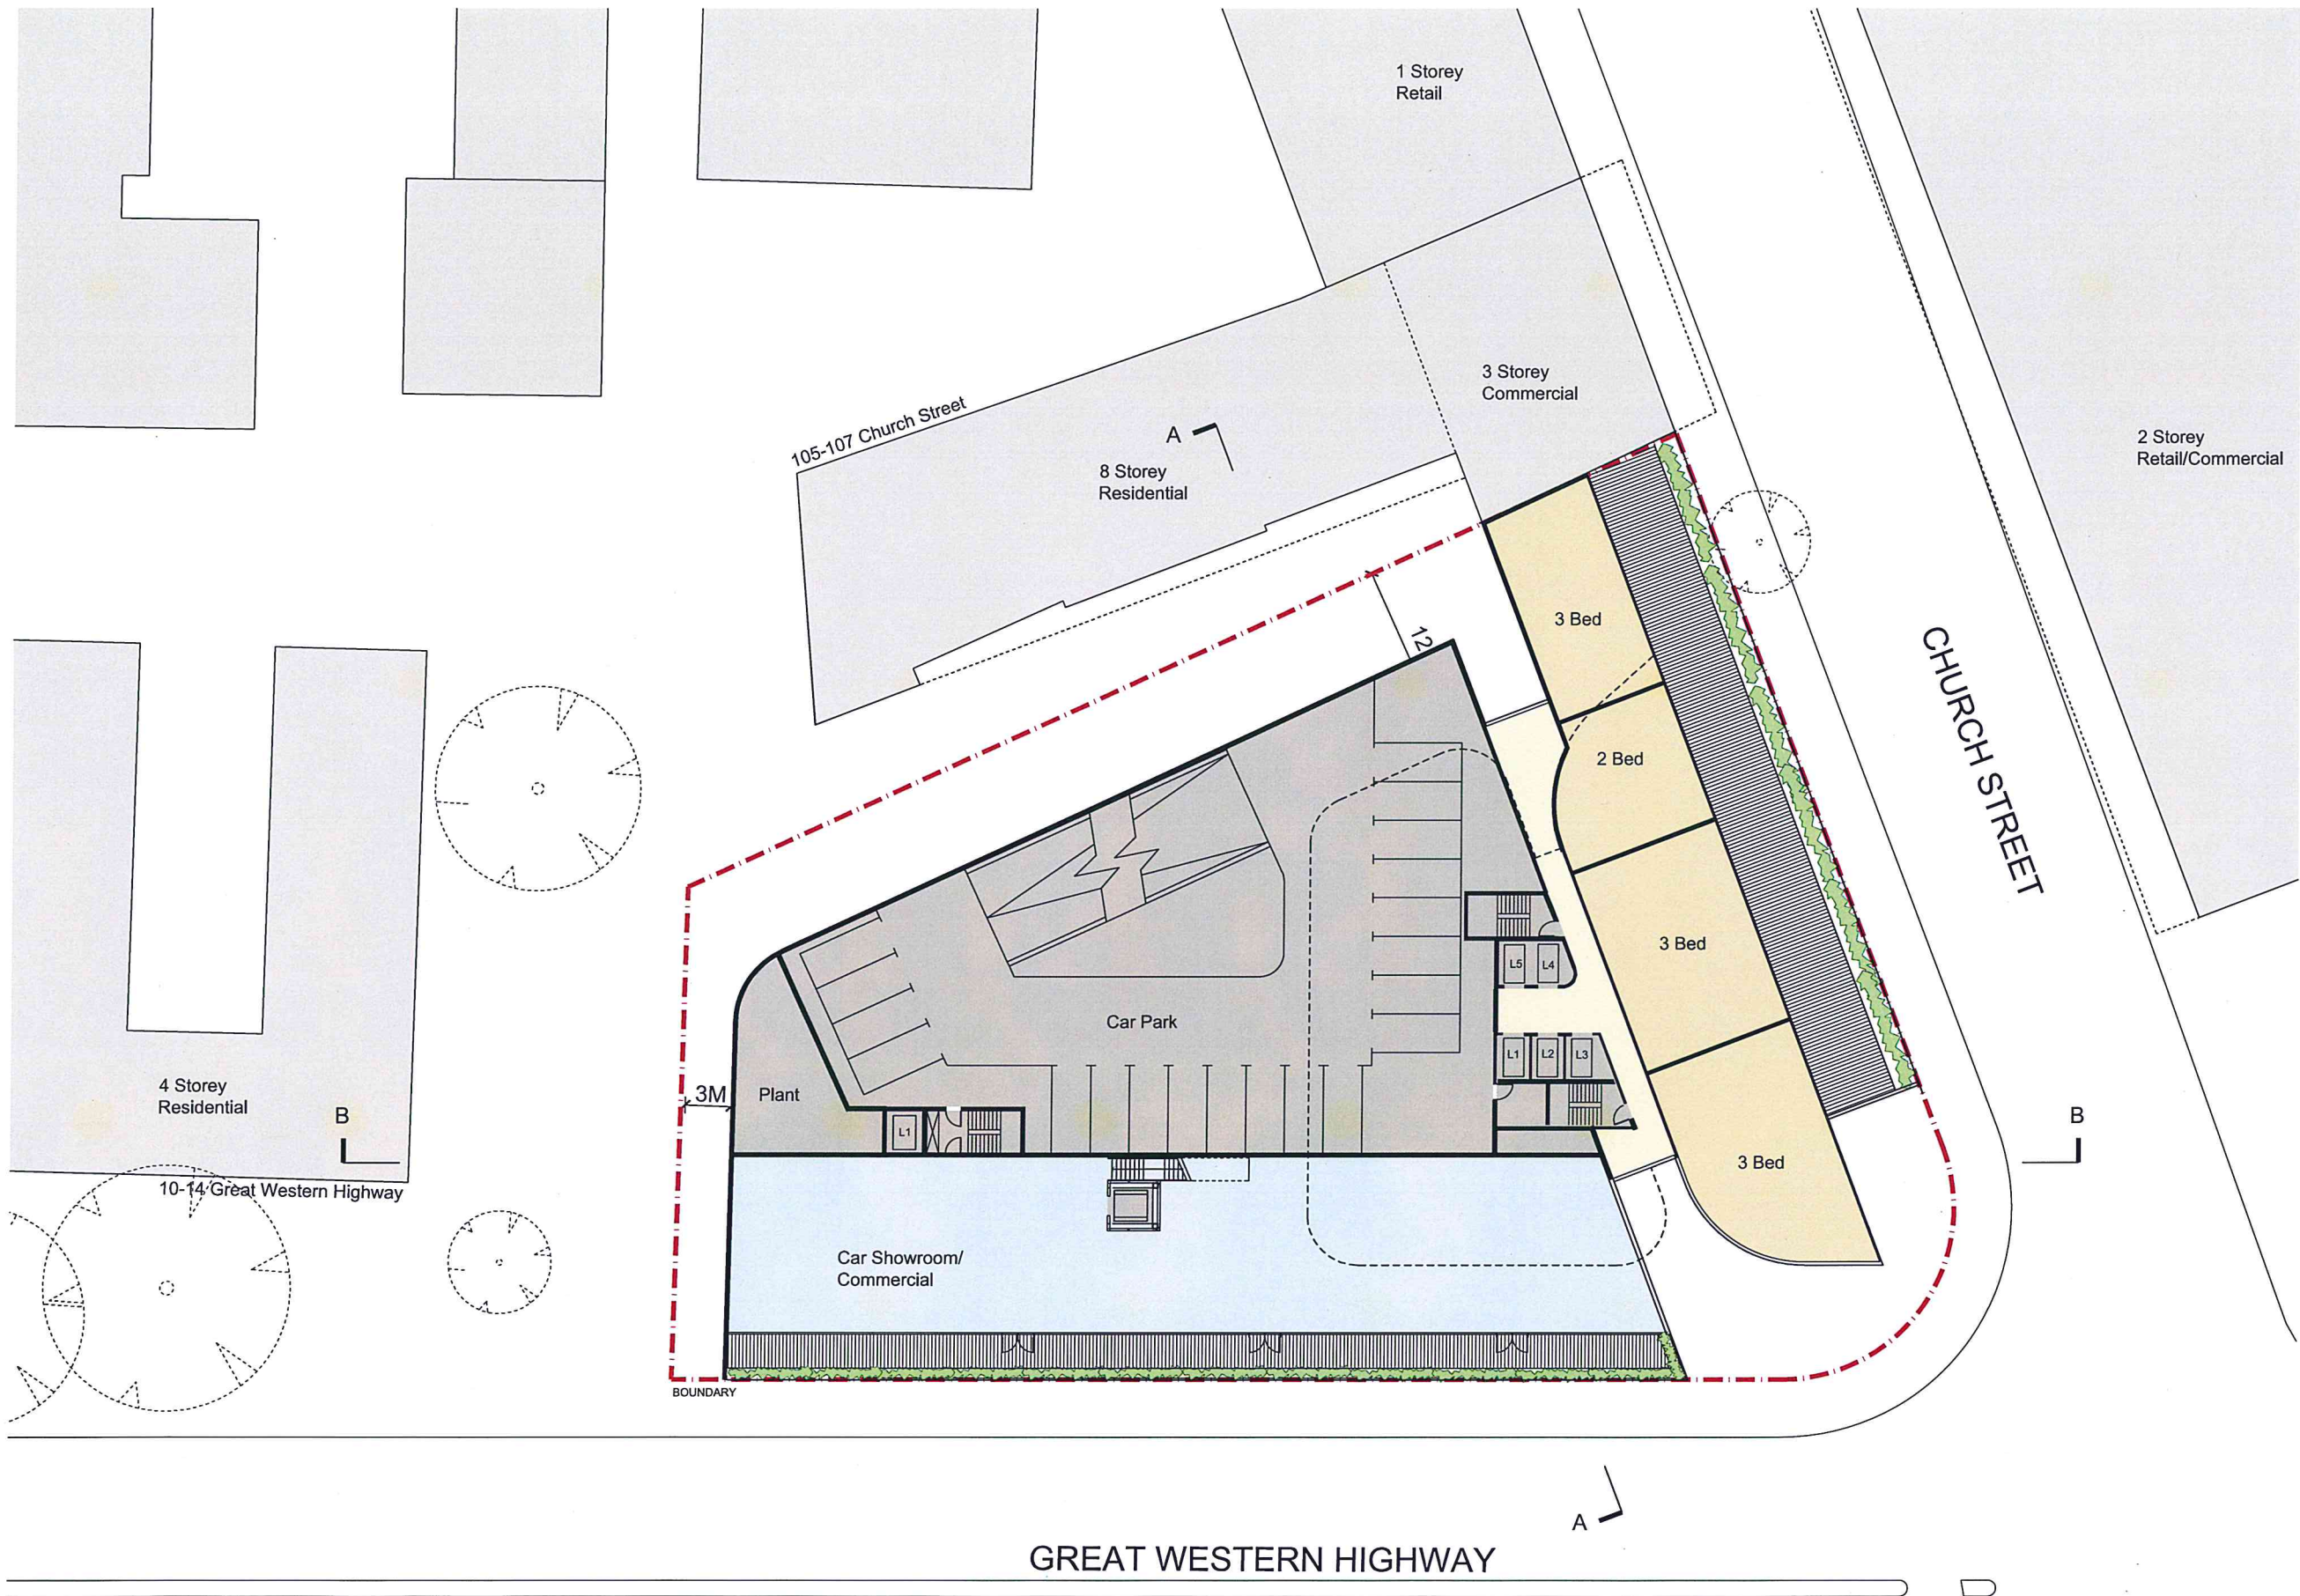 1 Storey
Retail
3 Storey
Commercial
105-107 Church Street
A
8 Storey
Residential
2 Storey
Retail/Commercial
3 Bed
12
CHURCH STREET
2 Bed
3 Bed
L5
L4
Car Park
L1
L2
L3
4 Storey
Residential
B
3M
Plant
L1
B
3 Bed
10-14 Great Western Highway
Car Showroom/
Commercial
BOUNDARY
A
GREAT WESTERN HIGHWAY